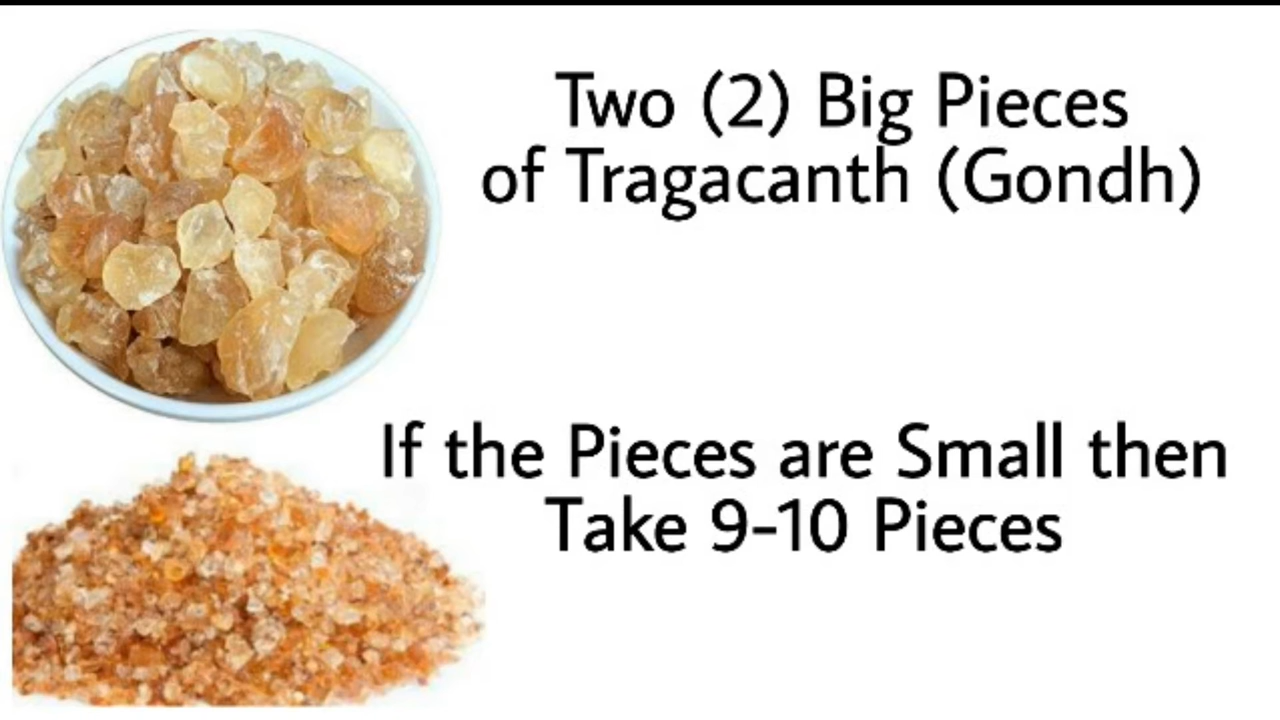 Two (2) Big Pieces
of Tragacanth (Gondh)
If the Pieces are Small then
Take 9-10 Pieces